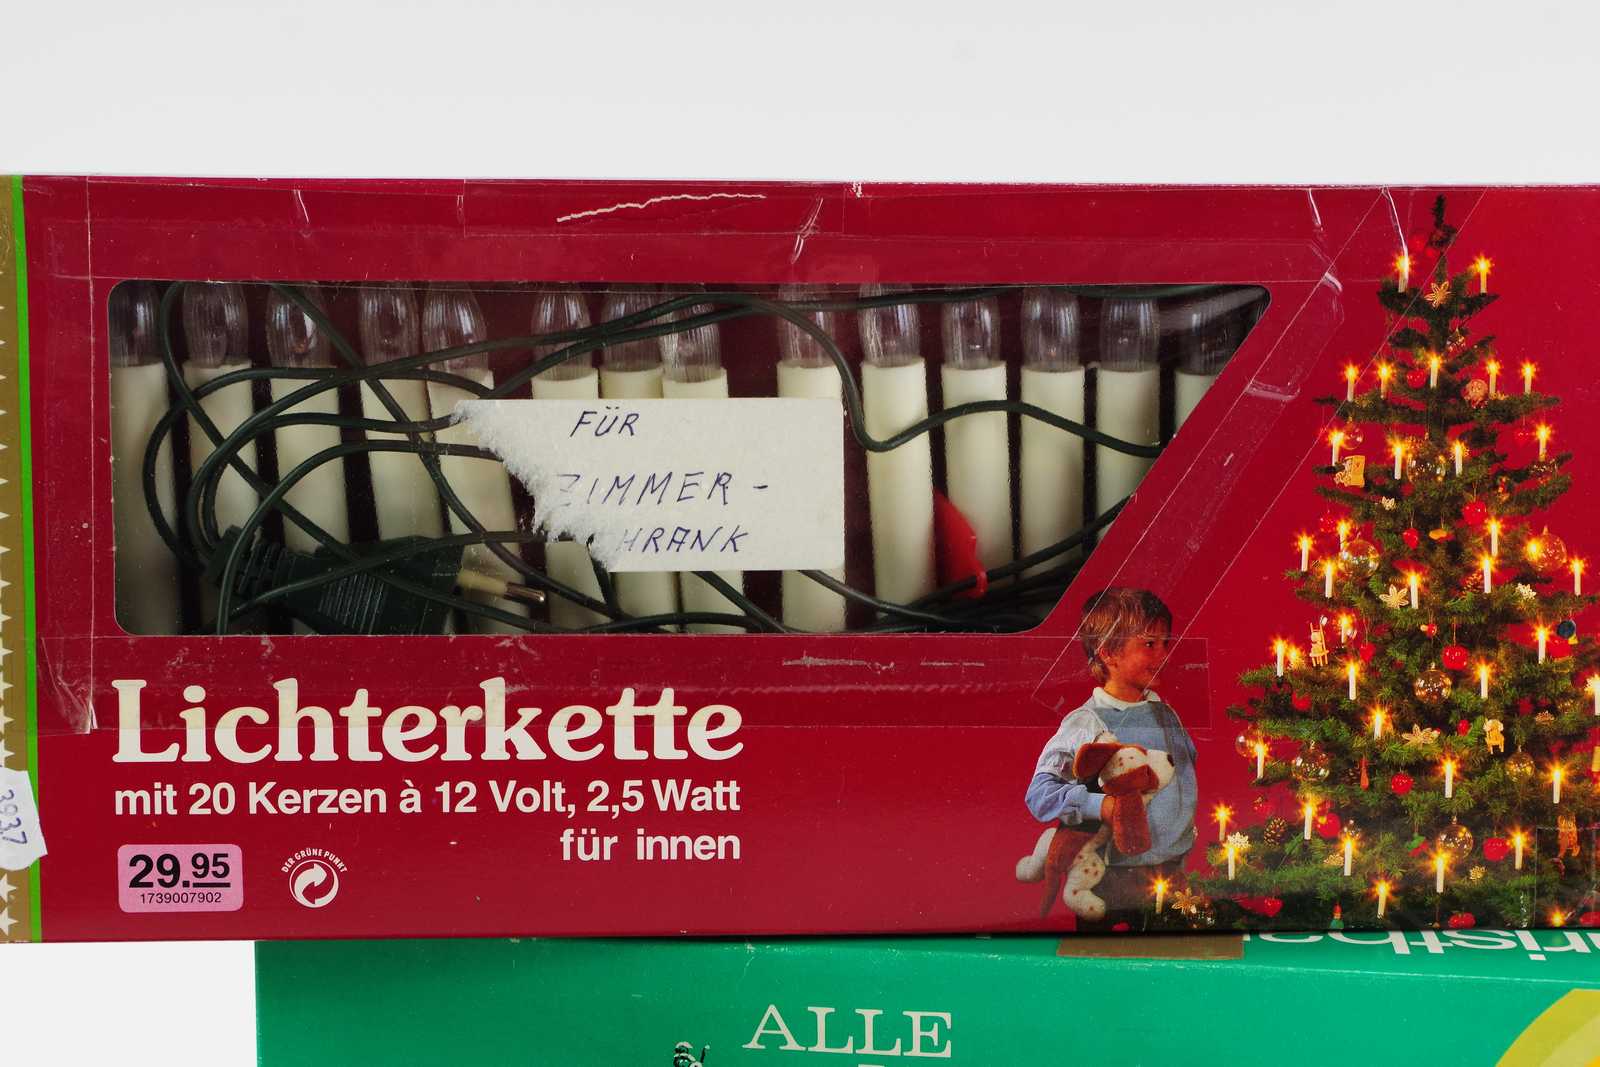 FÜR
ZIMMER-
HRANK
Lichterkette
mit 20 Kerzen à 12 Volt, 2,5 Watt
für innen
3937
29.95
1739007902
DER GRÜNE PUNKT
ALLE